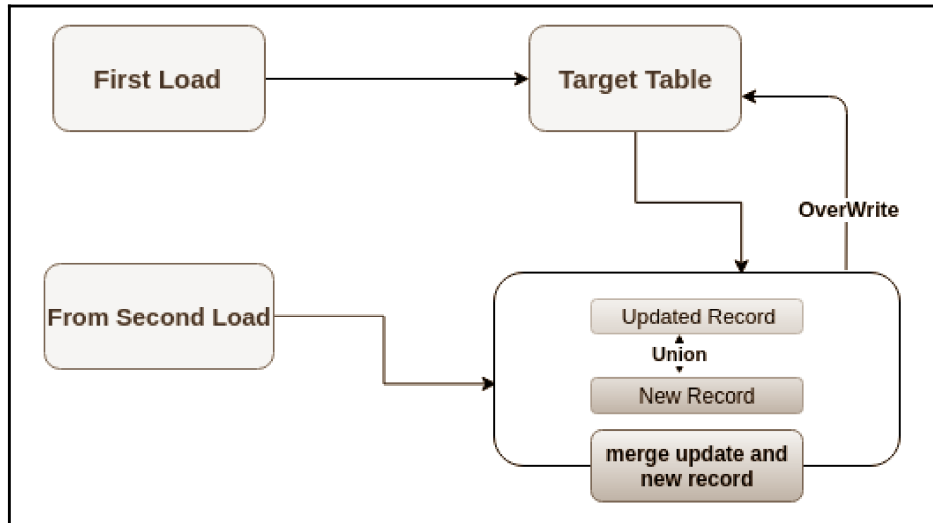 First Load
Target Table
OverWrite
From Second Load
Updated Record
Union
New Record
merge update and
new record